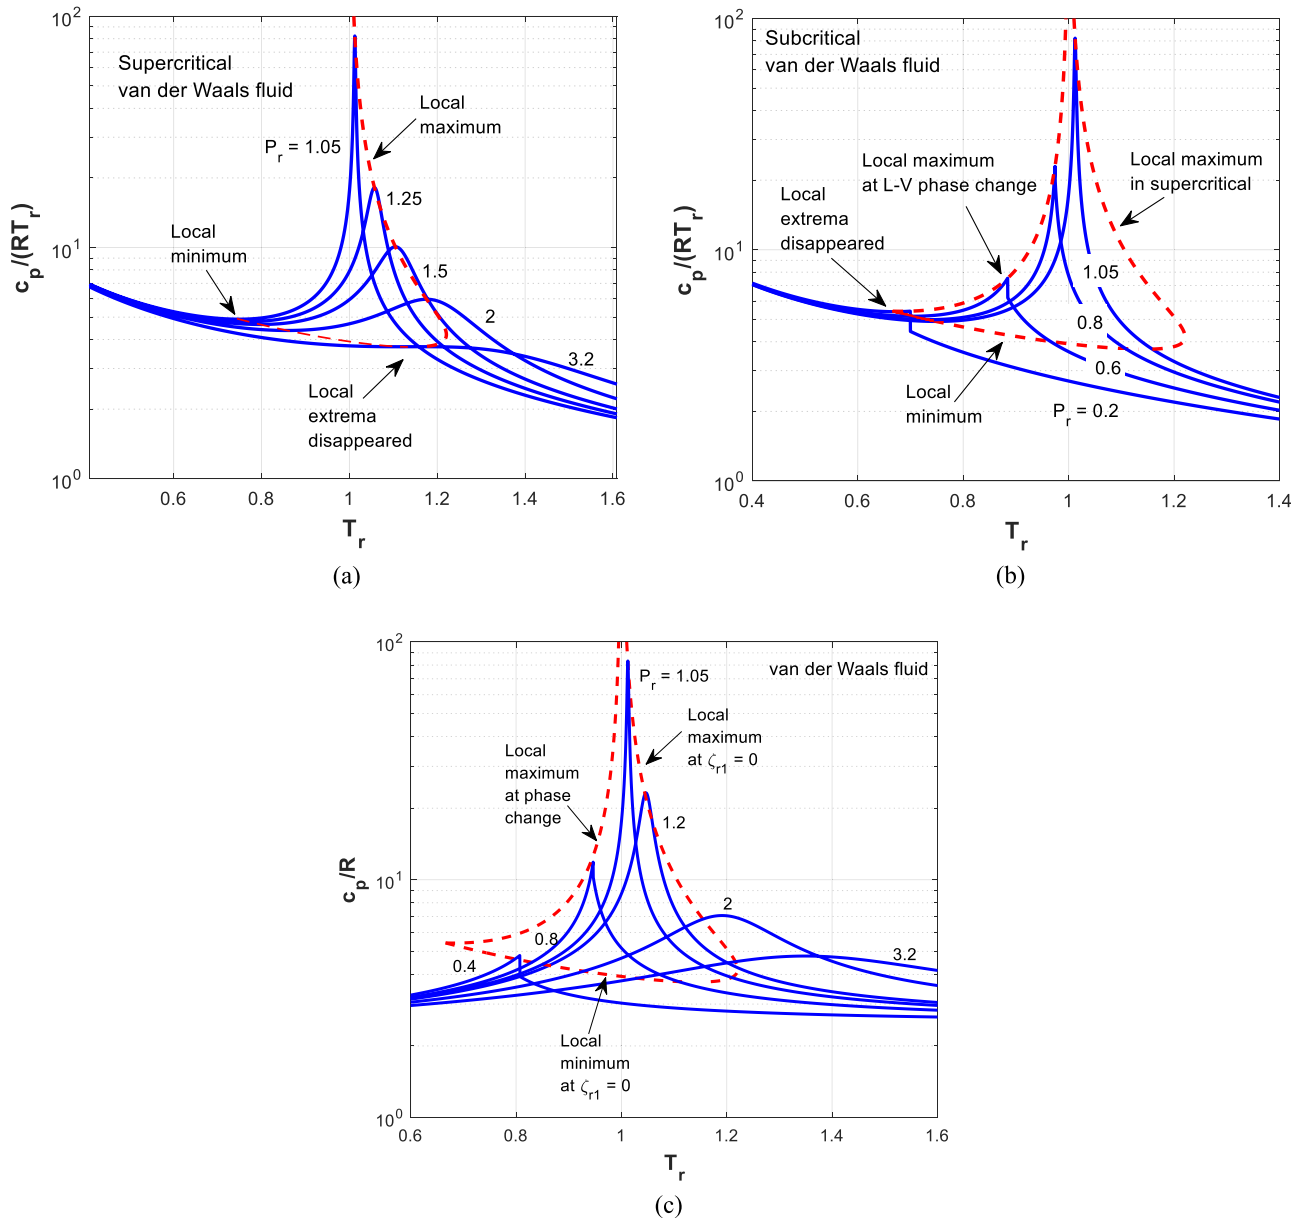 Supercritical
van der Waals fluid
Local
maximum
P_r = 1.05
1.25
1.5
2
3.2
Local
minimum
Local
extrema
disappeared
c_p/(RT_r)
10^2
10^1
10^0
0.6 0.8 1 1.2 1.4 1.6
T_r
(a)
Subcritical
van der Waals fluid
Local maximum
at L-V phase change
Local maximum
in supercritical
Local
extrema
disappeared
1.05
0.8
0.6
P_r = 0.2
Local
minimum
c_p/(RT_r)
10^2
10^1
10^0
0.4 0.6 0.8 1 1.2 1.4
T_r
(b)
van der Waals fluid
P_r = 1.05
Local
maximum
at ζ_r1 = 0
Local
maximum
at phase
change
1.2
2
0.8
0.4
3.2
Local
minimum
at ζ_r1 = 0
c_p/R
10^2
10^1
10^0
0.6 0.8 1 1.2 1.4 1.6
T_r
(c)